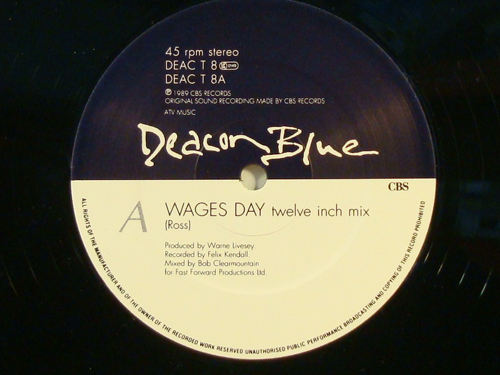 45 rpm stereo
DEAC T 8
DEAC T 8A
℗ 1989 CBS RECORDS
ORIGINAL SOUND RECORDING MADE BY CBS RECORDS
ATV MUSIC
Deacon Blue
CBS
A WAGES DAY twelve inch mix
(Ross)
Produced by Warne Livesey.
Recorded by Felix Kendall.
Mixed by Bob Clearmountain
for Fast Forward Productions Ltd.
ALL RIGHTS OF THE MANUFACTURER AND OF THE OWNER OF THE RECORDED WORK RESERVED UNAUTHORISED PUBLIC PERFORMANCE BROADCASTING AND COPYING OF THIS RECORD PROHIBITED